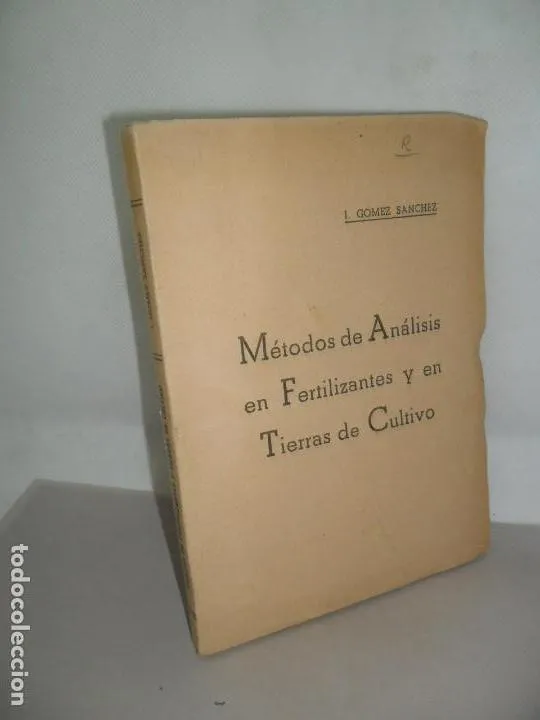 R
I. GOMEZ SANCHEZ
Métodos de Análisis
en Fertilizantes y en
Tierras de Cultivo
todocoleccion